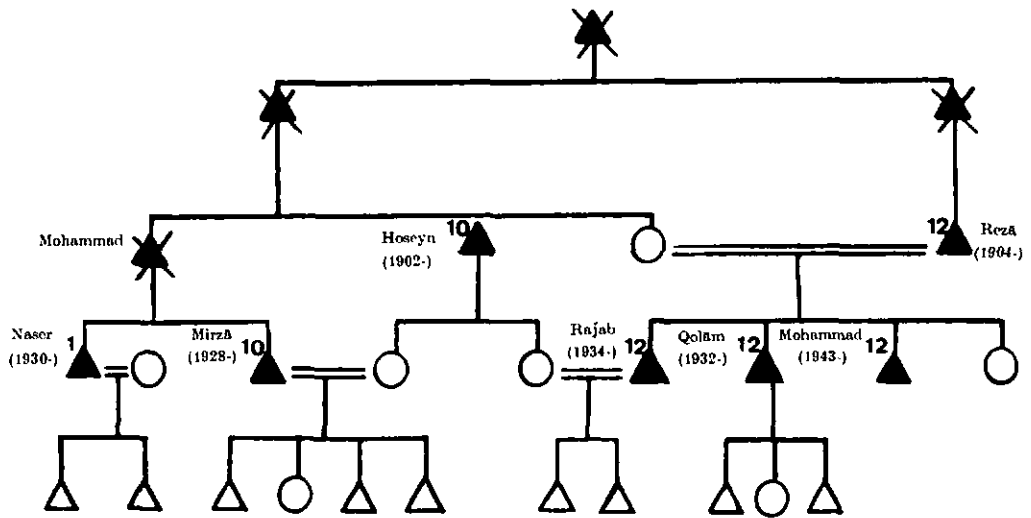 Mohammad
Hoseyn
(1902-)
10
12
Rezā
(1904-)
Naser
(1930-)
1
Mirzā
(1928-)
10
Rajab
(1934-)
12
Qolām
(1932-)
12
Mohammad
(1943-)
12